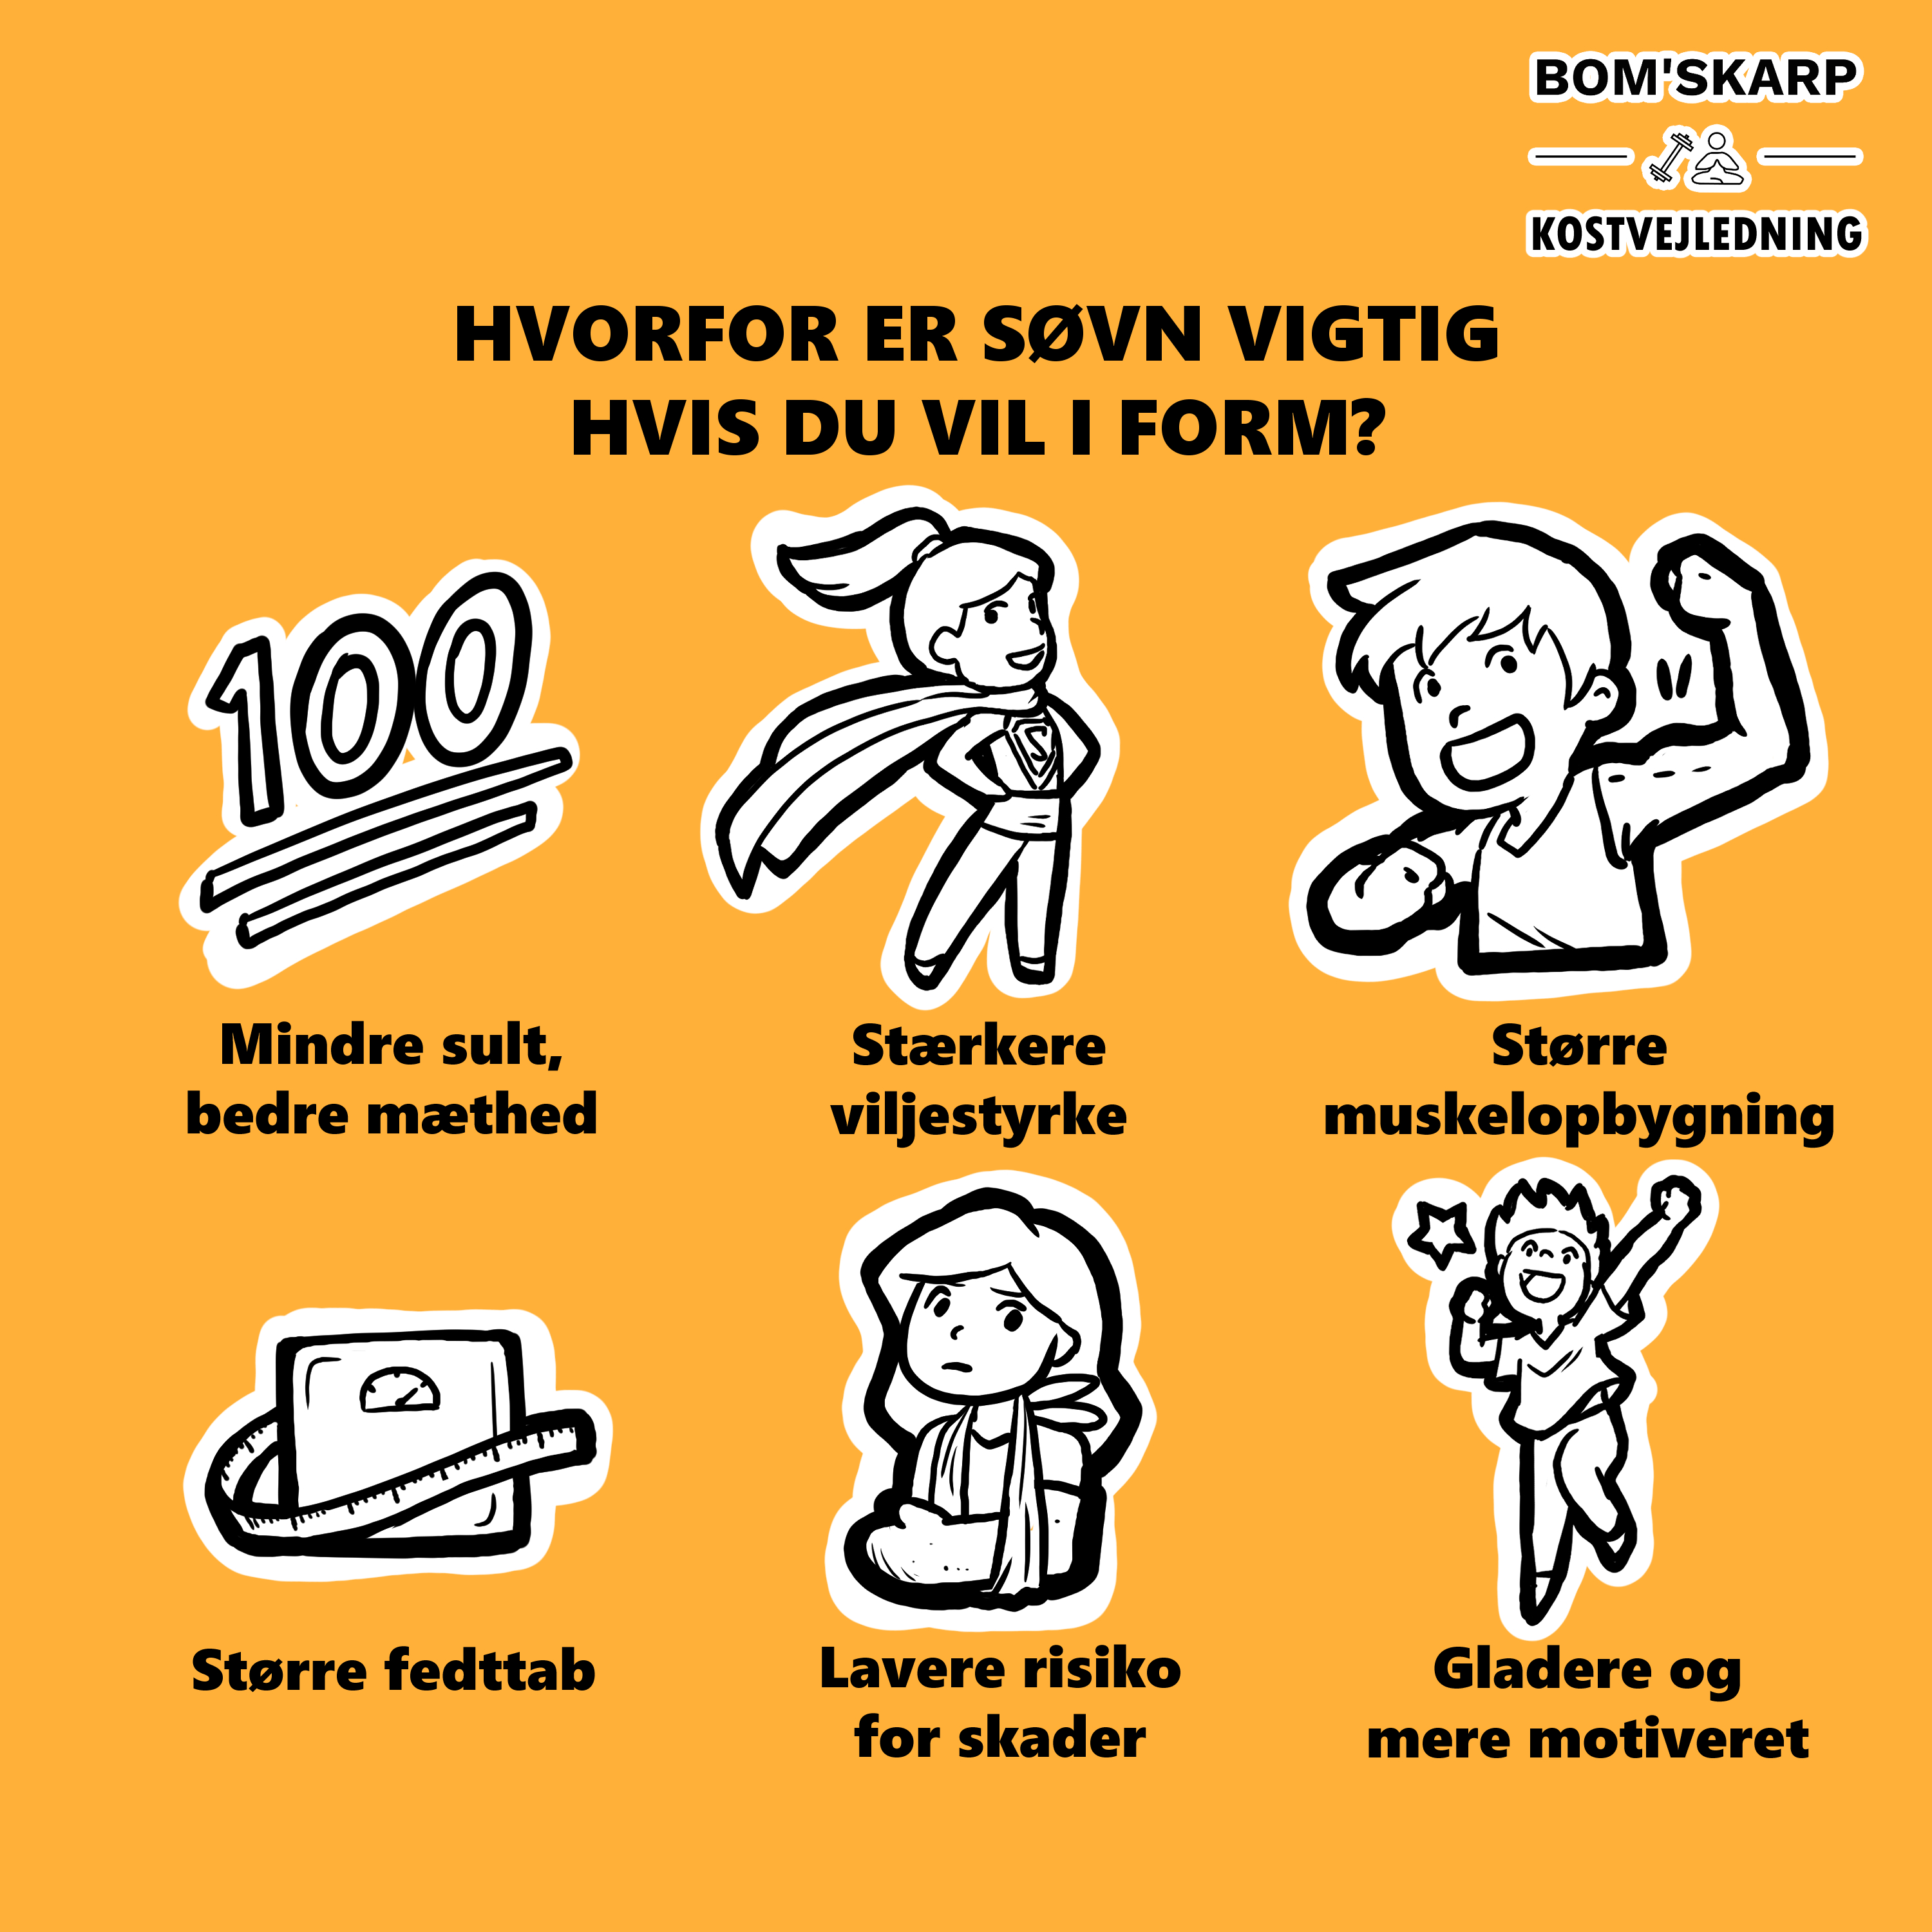 BOM'SKARP
KOSTVEJLEDNING
HVORFOR ER SØVN VIGTIG
HVIS DU VIL I FORM?
100
S
Mindre sult,
bedre mæthed
Stærkere
viljestyrke
Større
muskelopbygning
Større fedttab
Lavere risiko
for skader
Gladere og
mere motiveret